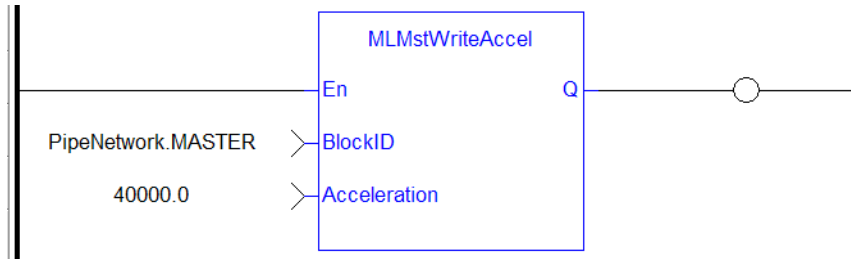 MLMstWriteAccel
En Q
PipeNetwork.MASTER BlockID
40000.0 Acceleration